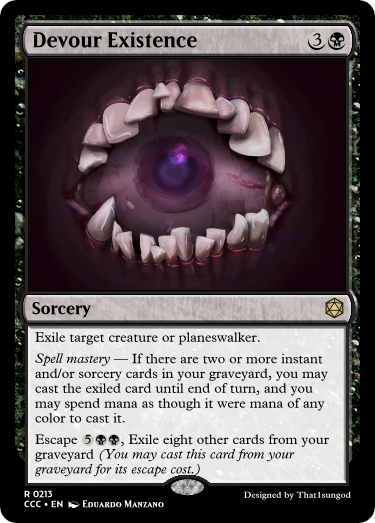 Devour Existence 3
Sorcery
Exile target creature or planeswalker.
Spell mastery — If there are two or more instant
and/or sorcery cards in your graveyard, you may
cast the exiled card until end of turn, and you
may spend mana as though it were mana of any
color to cast it.
Escape 5, Exile eight other cards from your
graveyard (You may cast this card from your
graveyard for its escape cost.)
R 0213
CCC • EN Eduardo Manzano
Designed by That1sungod